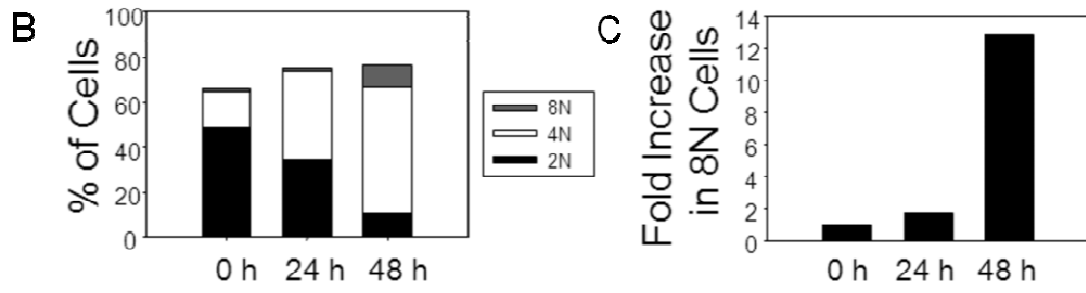 B
% of Cells
100
80
60
40
20
0
0 h 24 h 48 h
8N
4N
2N
C
Fold Increase
in 8N Cells
14
12
10
8
6
4
2
0
0 h 24 h 48 h